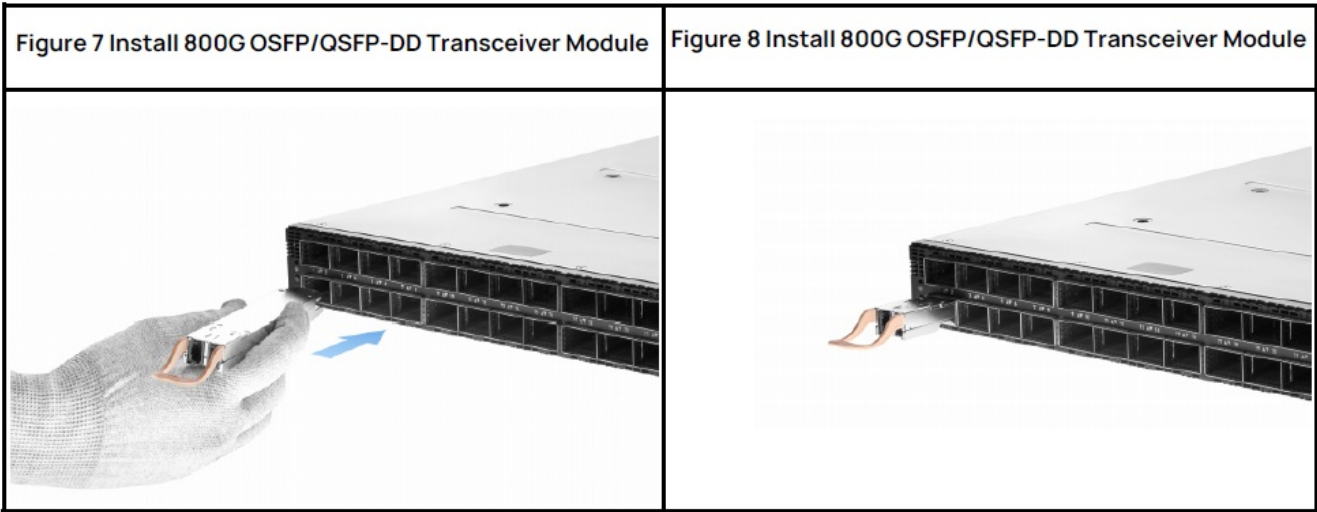 Figure 7 Install 800G OSFP/QSFP-DD Transceiver Module
Figure 8 Install 800G OSFP/QSFP-DD Transceiver Module